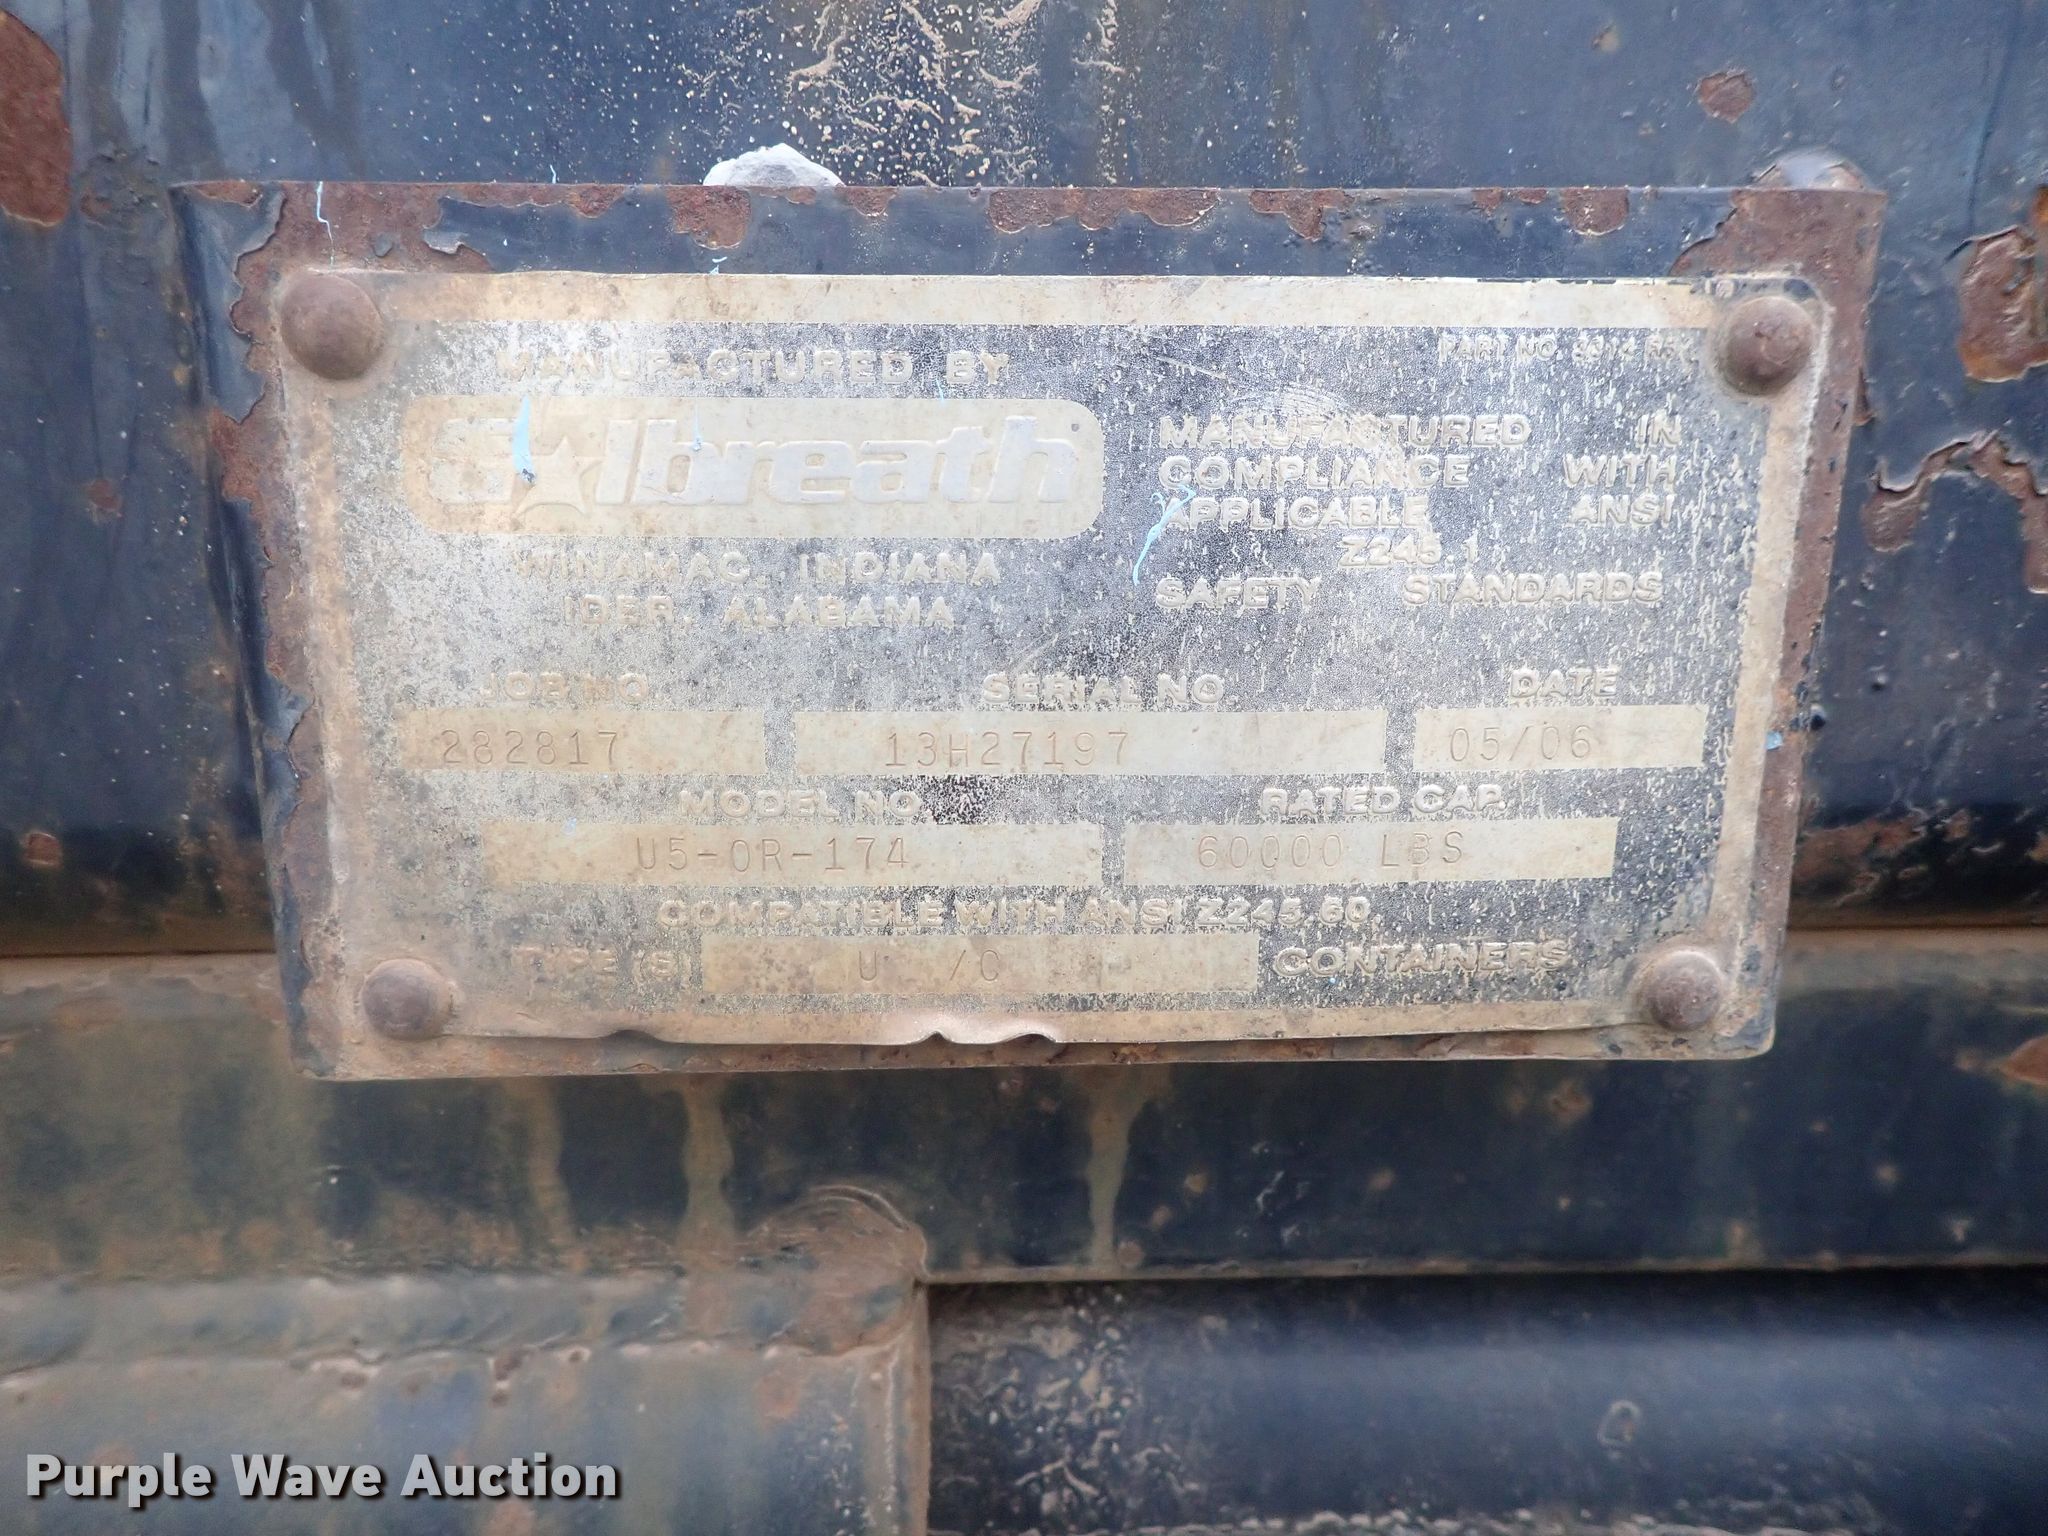 MANUFACTURED BY
Galbreath
WINAMAC, INDIANA
IDER, ALABAMA
PART NO.
MANUFACTURED IN
COMPLIANCE WITH
APPLICABLE ANSI
Z245.1
SAFETY STANDARDS
JOB NO. SERIAL NO. DATE
282817 13H27197 05/06
MODEL NO. RATED CAP.
U5-OR-174 60000 LBS
COMPATIBLE WITH ANSI Z245.60,
TYPE(S) U /C CONTAINERS
Purple Wave Auction